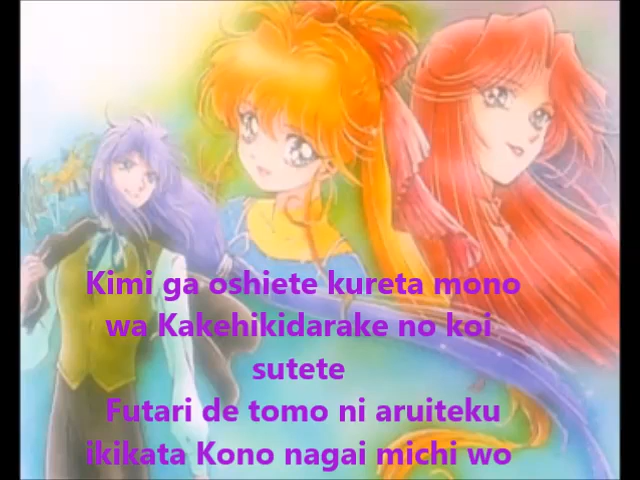 Kimi ga oshiete kureta mono
wa Kakehikidarake no koi
sutete
Futari de tomo ni aruiteku
ikikata Kono nagai michi wo